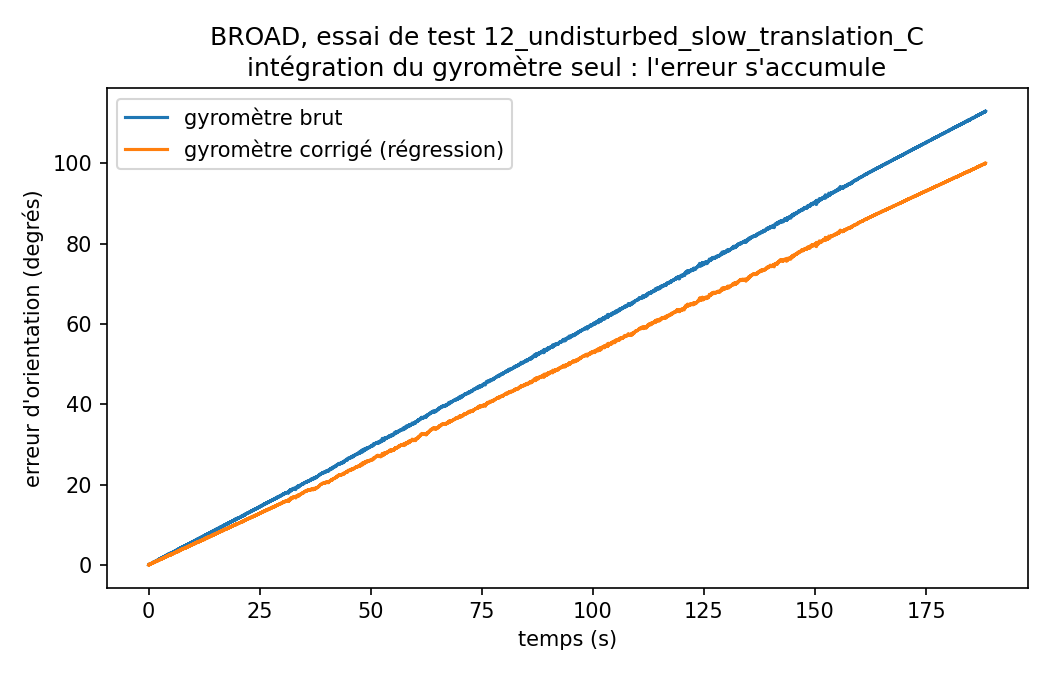 BROAD, essai de test 12_undisturbed_slow_translation_C
intégration du gyromètre seul : l'erreur s'accumule
gyromètre brut
gyromètre corrigé (régression)
erreur d'orientation (degrés)
100
80
60
40
20
0
0 25 50 75 100 125 150 175
temps (s)